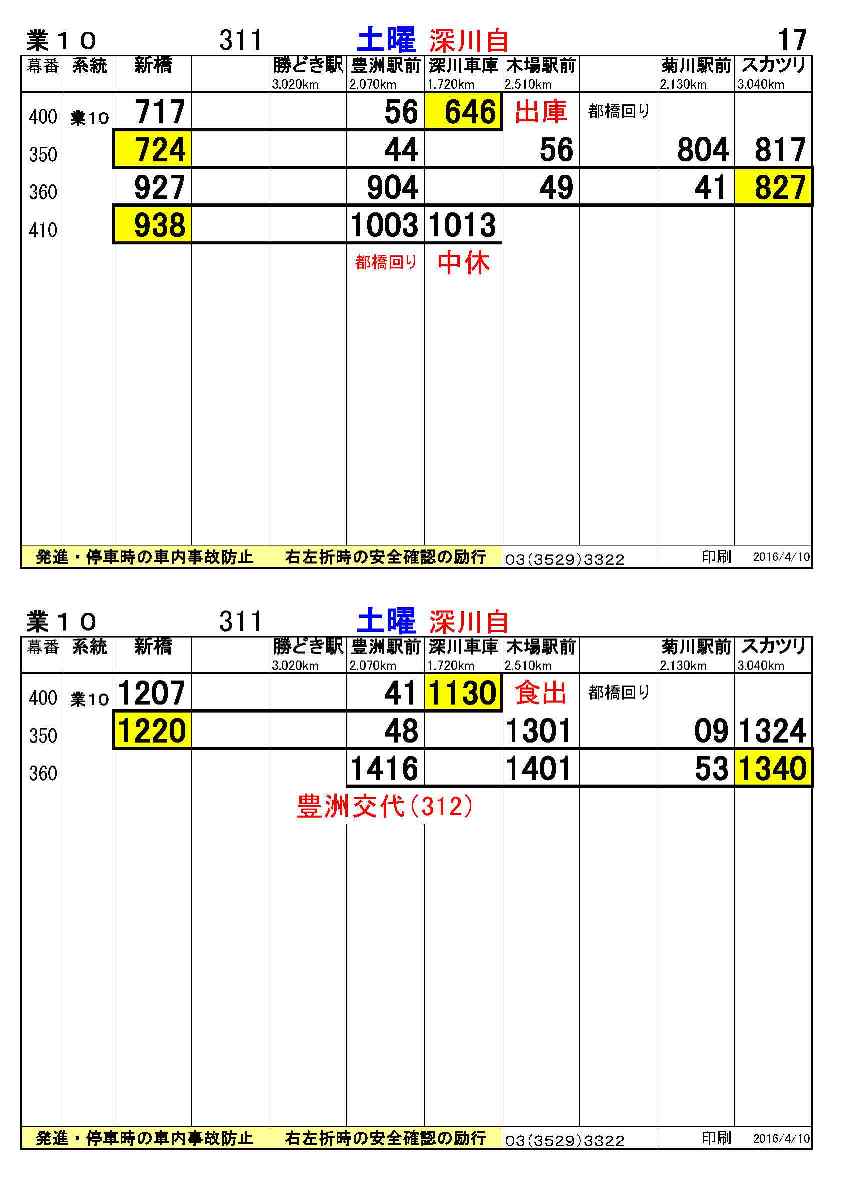 業１０ 311 土曜 深川自 17
幕番 系統 新橋 勝どき駅 豊洲駅前 深川車庫 木場駅前 菊川駅前 スカツリ
3.020km 2.070km 1.720km 2.510km 2.130km 3.040km
400 業10 717 56 646 出庫 都橋回り
350 724 44 56 804 817
360 927 904 49 41 827
410 938 1003 1013
都橋回り 中休
発進・停車時の車内事故防止 右左折時の安全確認の励行 03(3529)3322 印刷 2016/4/10
業１０ 311 土曜 深川自
幕番 系統 新橋 勝どき駅 豊洲駅前 深川車庫 木場駅前 菊川駅前 スカツリ
3.020km 2.070km 1.720km 2.510km 2.130km 3.040km
400 業10 1207 41 1130 食出 都橋回り
350 1220 48 1301 09 1324
360 1416 1401 53 1340
豊洲交代(312)
発進・停車時の車内事故防止 右左折時の安全確認の励行 03(3529)3322 印刷 2016/4/10